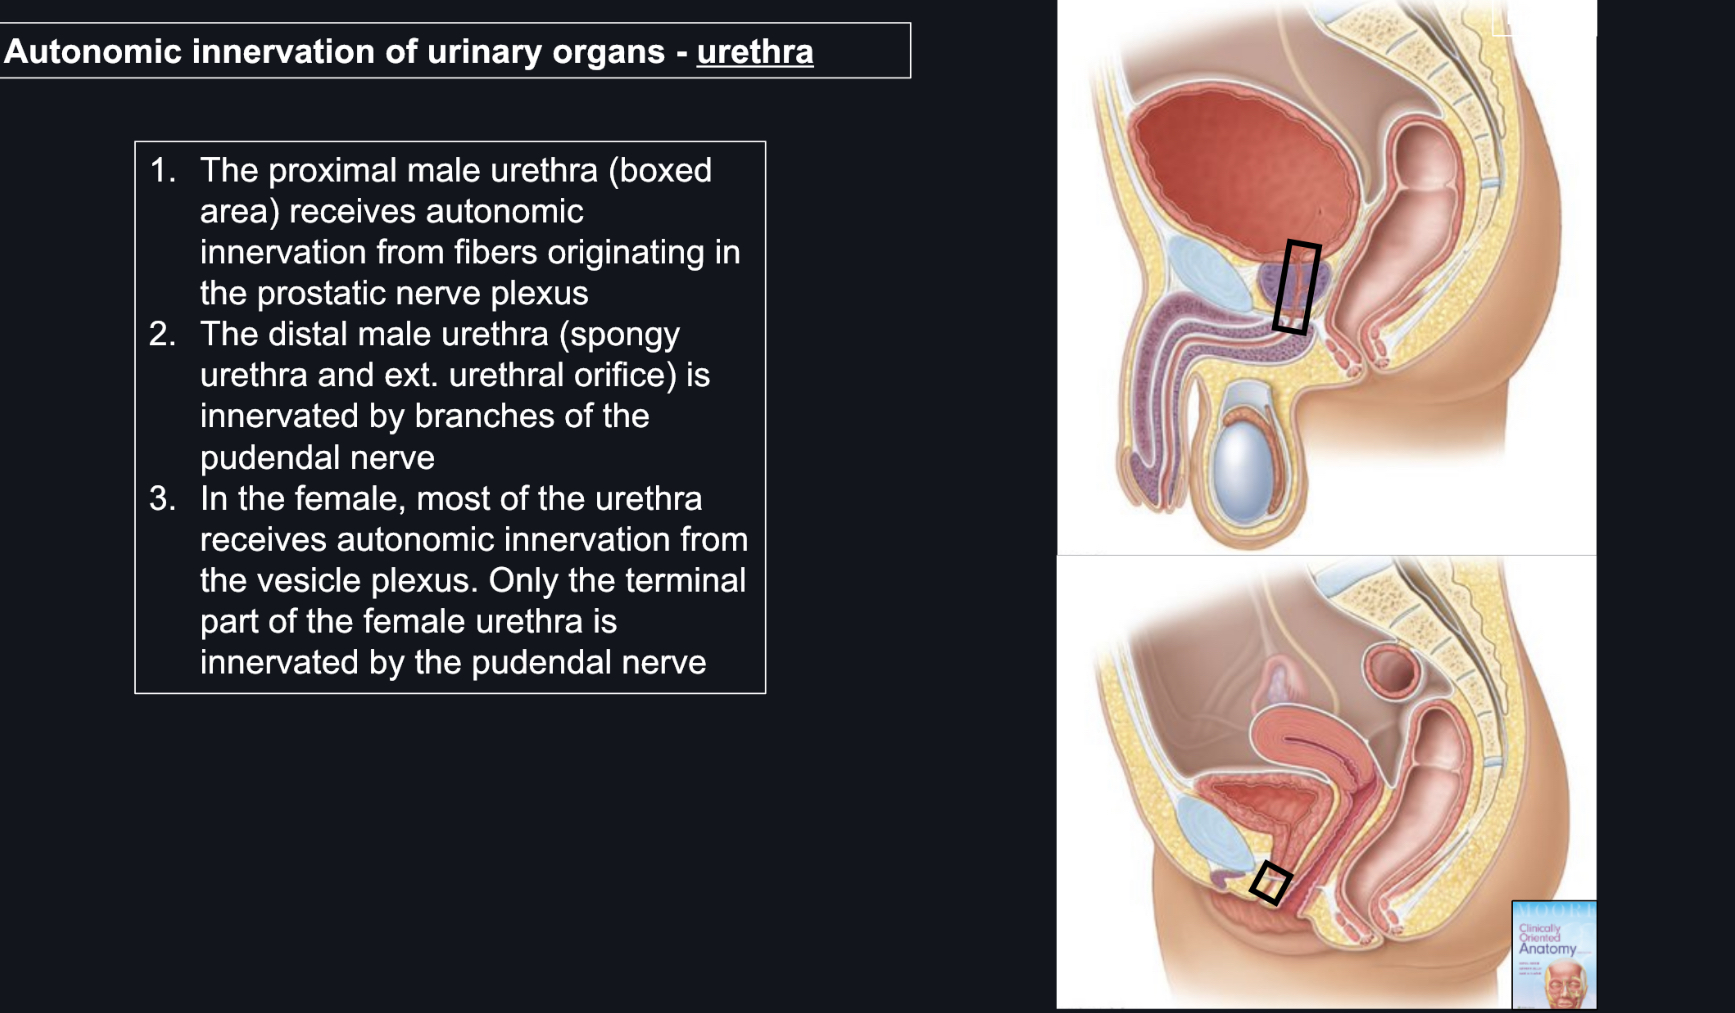 Autonomic innervation of urinary organs - urethra
1. The proximal male urethra (boxed
area) receives autonomic
innervation from fibers originating in
the prostatic nerve plexus
2. The distal male urethra (spongy
urethra and ext. urethral orifice) is
innervated by branches of the
pudendal nerve
3. In the female, most of the urethra
receives autonomic innervation from
the vesicle plexus. Only the terminal
part of the female urethra is
innervated by the pudendal nerve
Clinically
Oriented
Anatomy